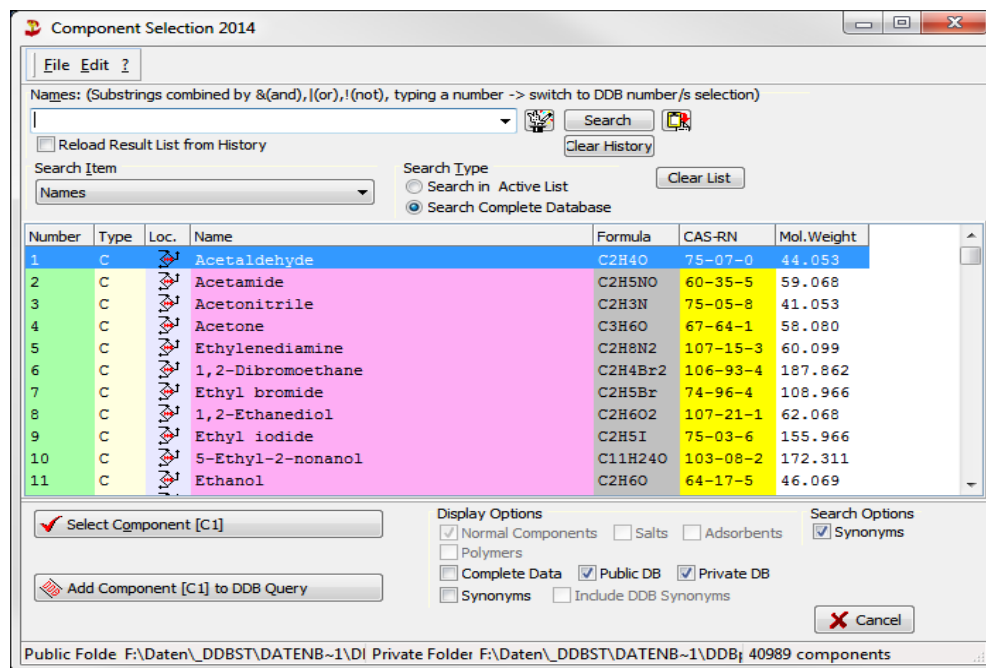 Component Selection 2014
File Edit ?
Names: (Substrings combined by &(and),|(or),!(not), typing a number -> switch to DDB number/s selection)
Search
Reload Result List from History
Clear History
Search Item
Search Type
Clear List
Names
Search in Active List
Search Complete Database
Number Type Loc. Name Formula CAS-RN Mol.Weight
1 C Acetaldehyde C2H4O 75-07-0 44.053
2 C Acetamide C2H5NO 60-35-5 59.068
3 C Acetonitrile C2H3N 75-05-8 41.053
4 C Acetone C3H6O 67-64-1 58.080
5 C Ethylenediamine C2H8N2 107-15-3 60.099
6 C 1,2-Dibromoethane C2H4Br2 106-93-4 187.862
7 C Ethyl bromide C2H5Br 74-96-4 108.966
8 C 1,2-Ethanediol C2H6O2 107-21-1 62.068
9 C Ethyl iodide C2H5I 75-03-6 155.966
10 C 5-Ethyl-2-nonanol C11H24O 103-08-2 172.311
11 C Ethanol C2H6O 64-17-5 46.069
Select Component [C1]
Display Options
Search Options
Normal Components Salts Adsorbents
Synonyms
Polymers
Complete Data Public DB Private DB
Add Component [C1] to DDB Query
Synonyms Include DDB Synonyms
Cancel
Public Folde F:\Daten\_DDBST\DATENB~1\DI Private Folder F:\Daten\_DDBST\DATENB~1\DDB 40989 components